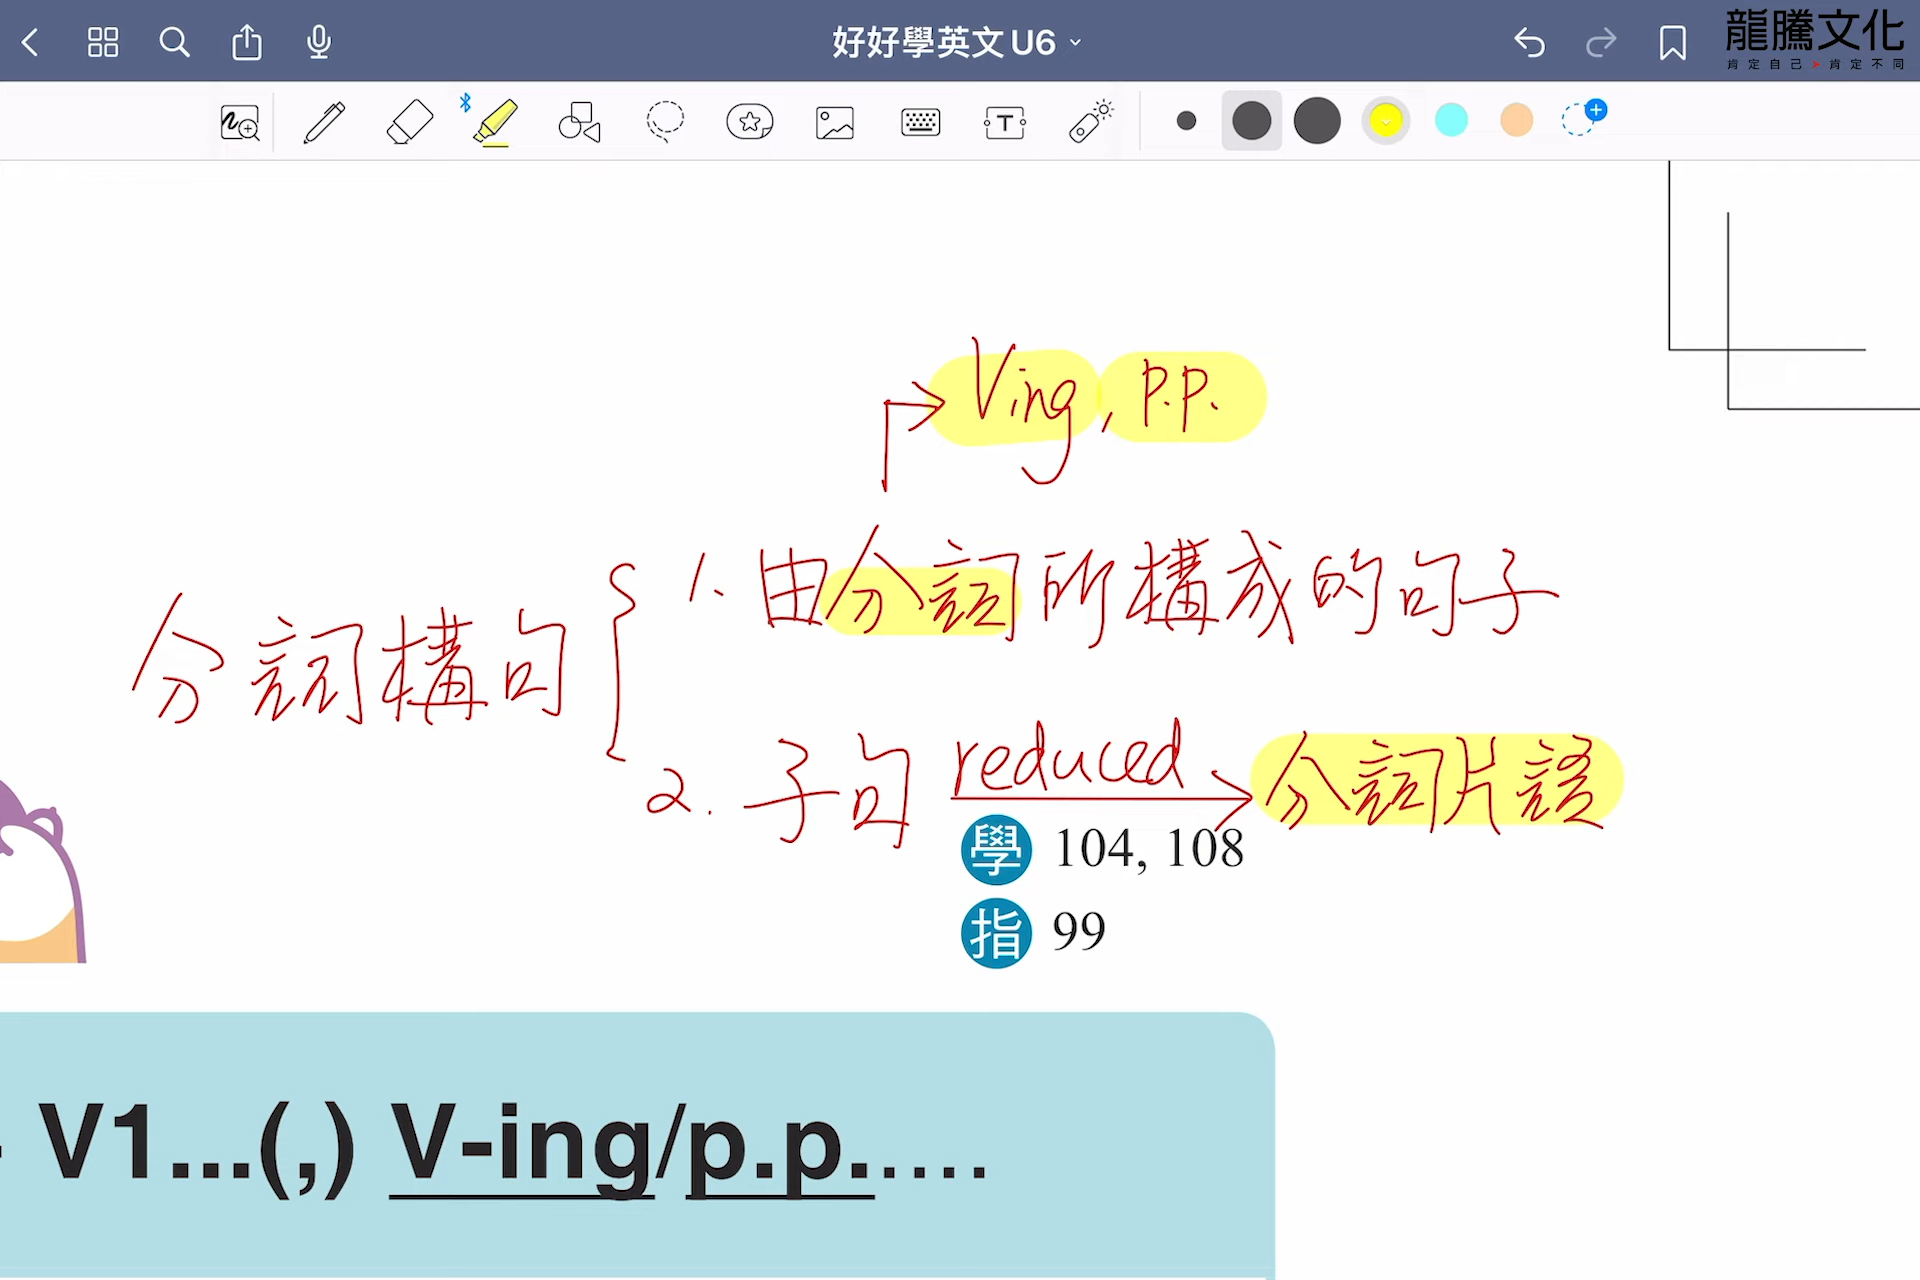 好好學英文 U6
龍騰文化
肯定自己➤肯定不同
T
Ving, p.p.
1. 由分詞所構成的句子
分詞構句
2. 子句 reduced 分詞片語
學 104, 108
指 99
V1...(,) V-ing/p.p.....